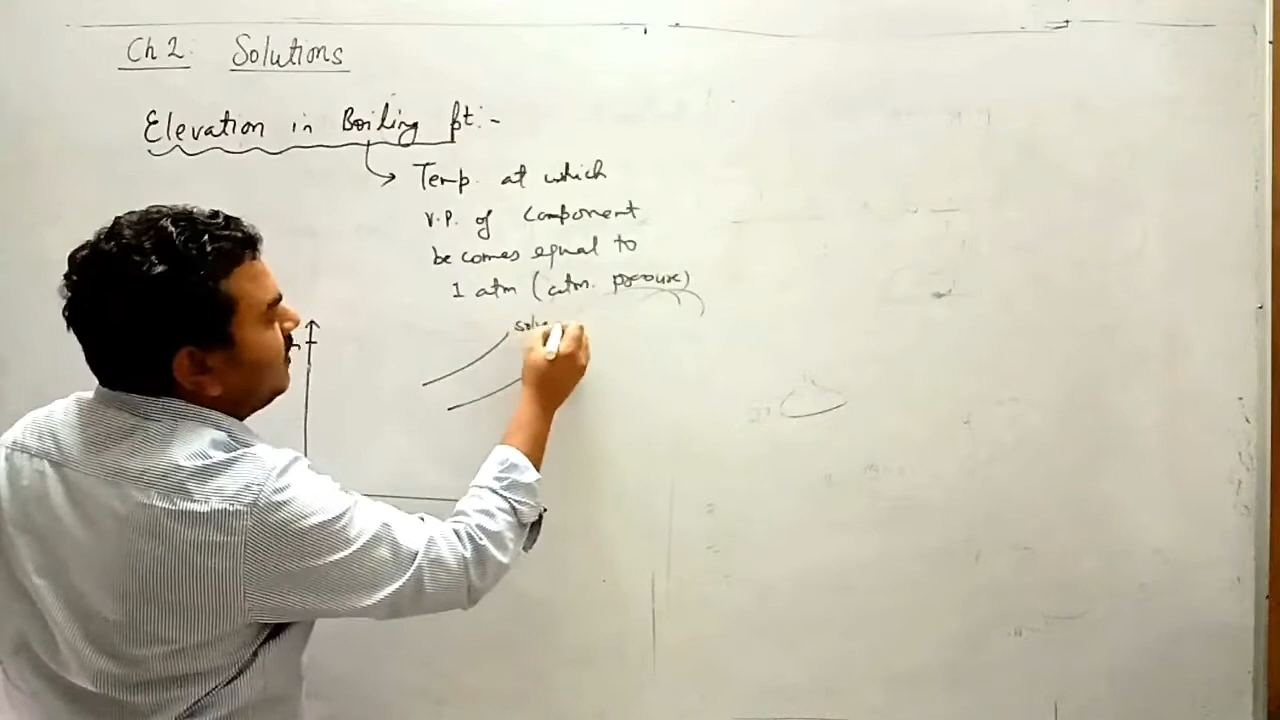 Ch 2: Solutions
Elevation in Boiling pt:-
Temp. at which
V.P. of component
becomes equal to
1 atm (atm. pressure)